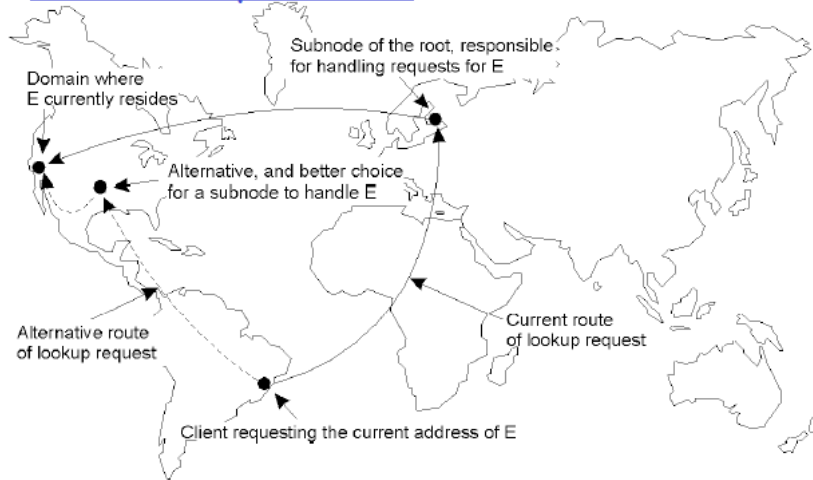 Subnode of the root, responsible
for handling requests for E
Domain where
E currently resides
Alternative, and better choice
for a subnode to handle E
Alternative route
of lookup request
Current route
of lookup request
Client requesting the current address of E